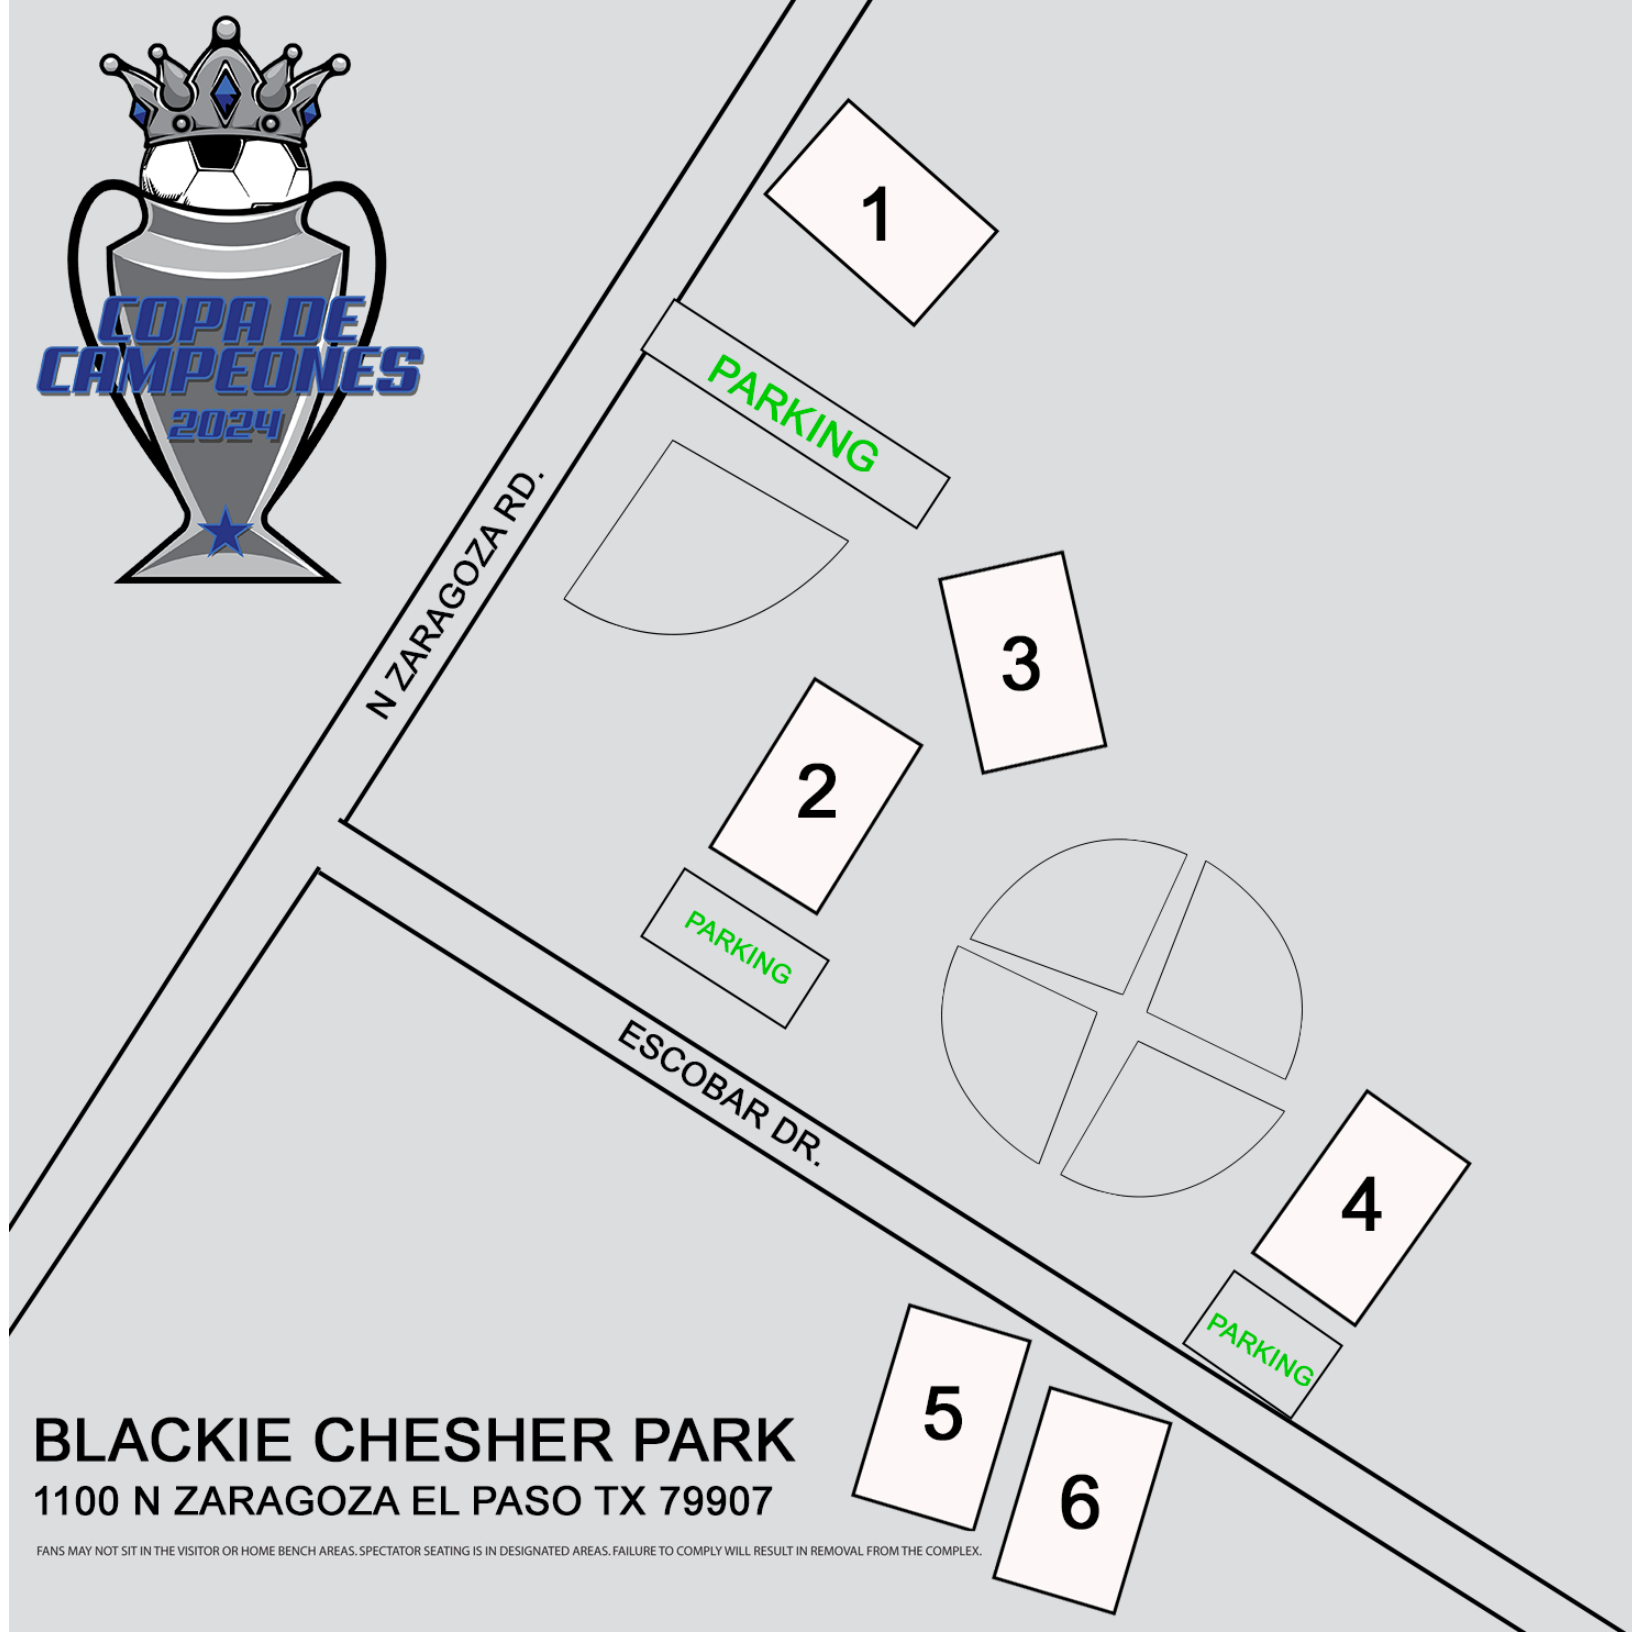 COPA DE
CAMPEONES
2024
1
PARKING
N ZARAGOZA RD.
3
2
PARKING
ESCOBAR DR.
4
PARKING
5
6
BLACKIE CHESHER PARK
1100 N ZARAGOZA EL PASO TX 79907
FANS MAY NOT SIT IN THE VISITOR OR HOME BENCH AREAS. SPECTATOR SEATING IS IN DESIGNATED AREAS. FAILURE TO COMPLY WILL RESULT IN REMOVAL FROM THE COMPLEX.